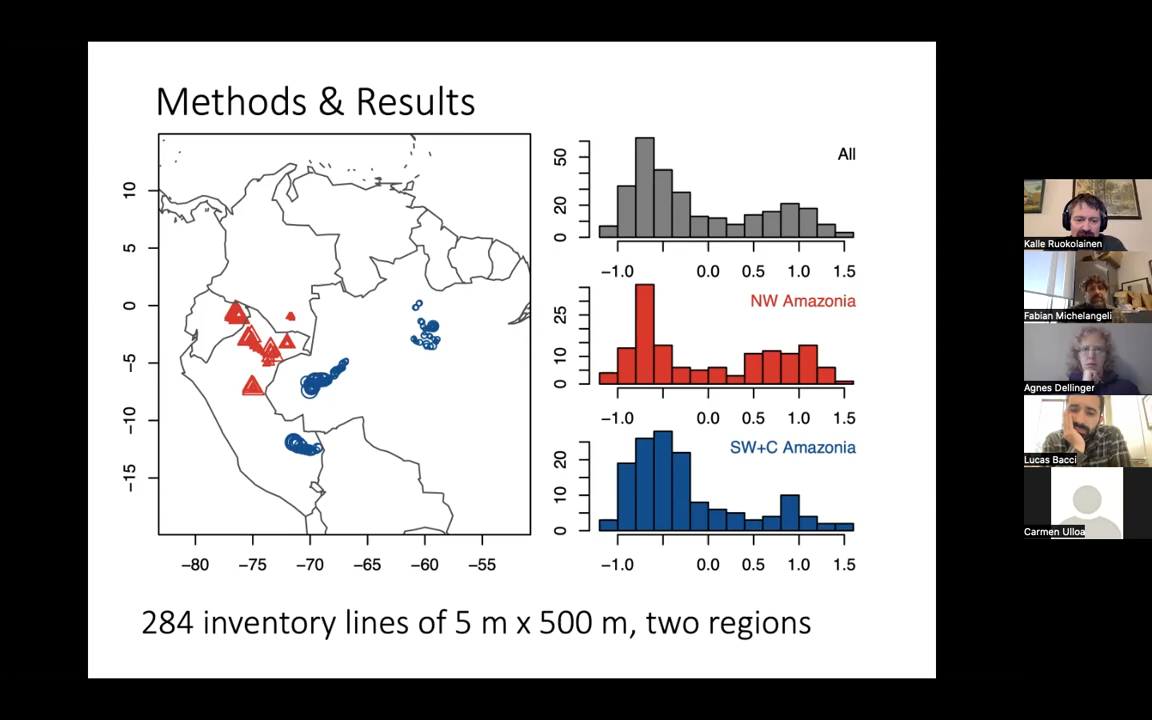 Methods & Results
10
5
0
−5
−10
−15
−80 −75 −70 −65 −60 −55
All
50
20
0
−1.0 0.0 0.5 1.0 1.5
NW Amazonia
25
10
0
−1.0 0.0 0.5 1.0 1.5
SW+C Amazonia
20
10
0
−1.0 0.0 0.5 1.0 1.5
284 inventory lines of 5 m x 500 m, two regions
Kalle Ruokolainen
Fabian Michelangeli
Agnes Dellinger
Lucas Bacci
Carmen Ulloa